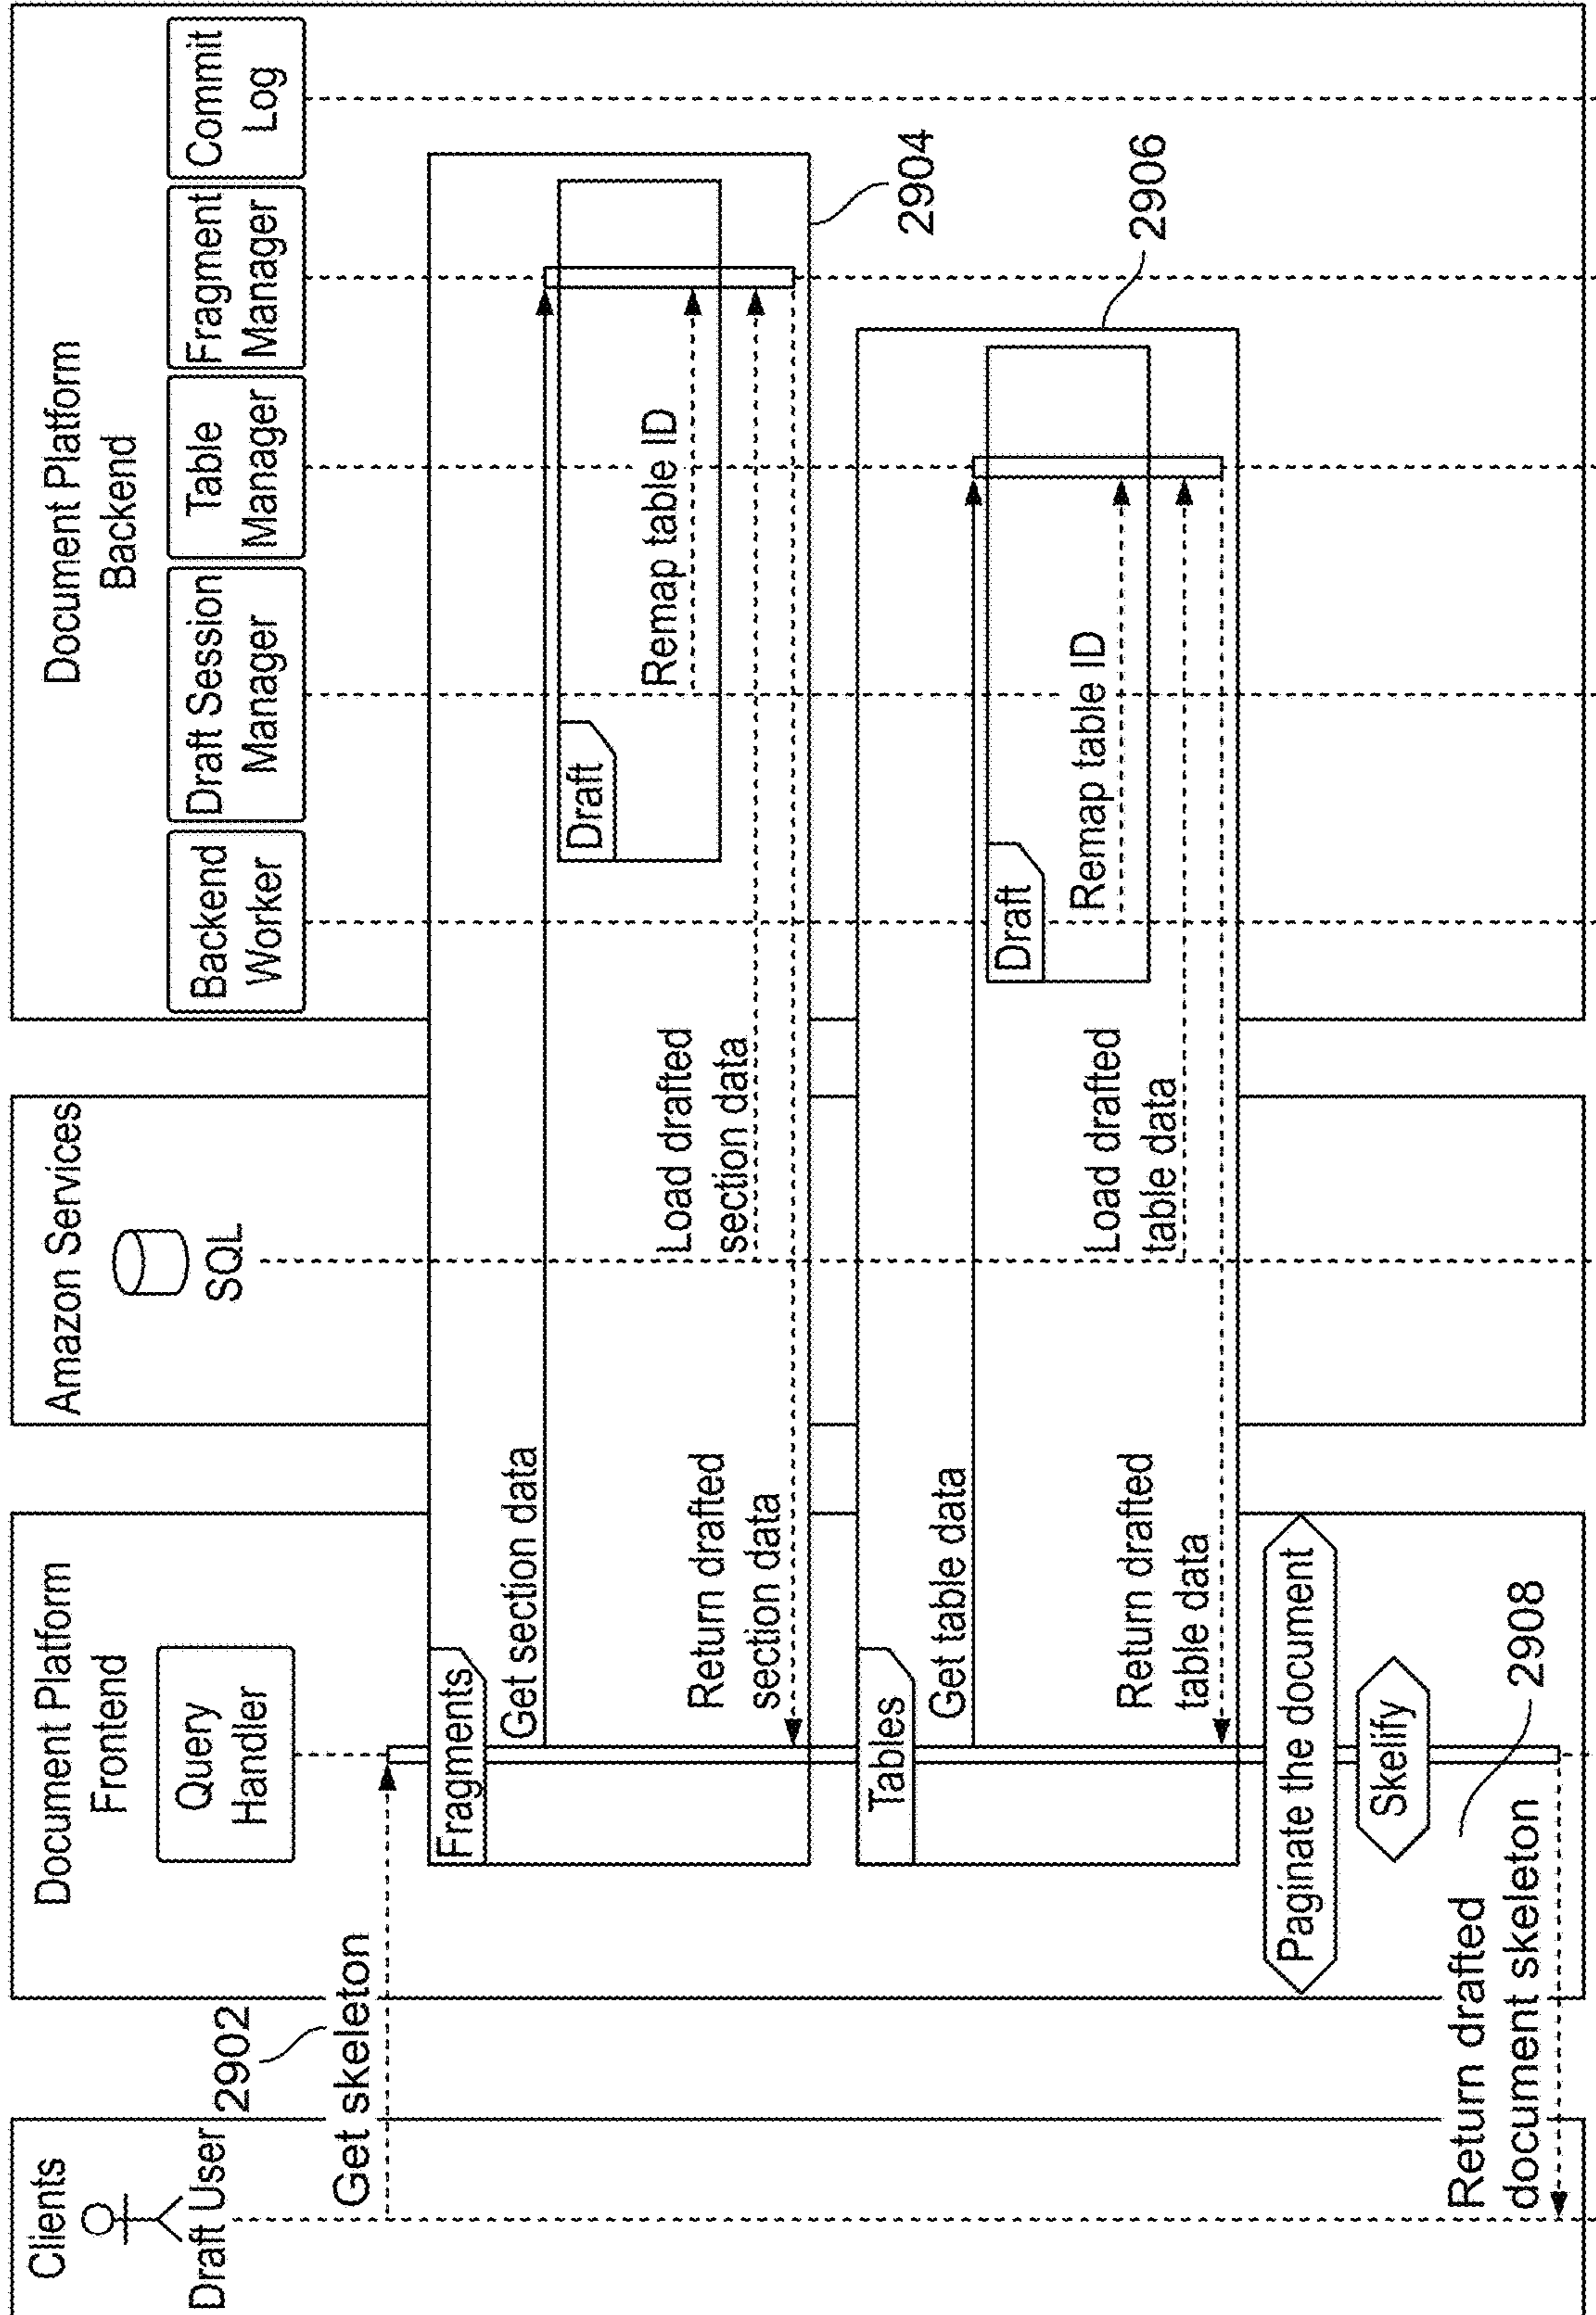 Clients
Draft User
Document Platform
Frontend
Query
Handler
Amazon Services
SQL
Document Platform
Backend
Backend
Worker
Draft Session
Manager
Table
Manager
Fragment
Manager
Commit
Log
2902
Get skeleton
Fragments
Get section data
Draft
Remap table ID
Load drafted
section data
Return drafted
section data
2904
Tables
Get table data
Draft
Remap table ID
Load drafted
table data
Return drafted
table data
2906
Paginate the document
Skelify
Return drafted
document skeleton
2908